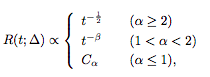 R(t; Δ) ∝ { t^{-1/2} (α ≥ 2)
t^{-β} (1 < α < 2)
C_α (α ≤ 1),